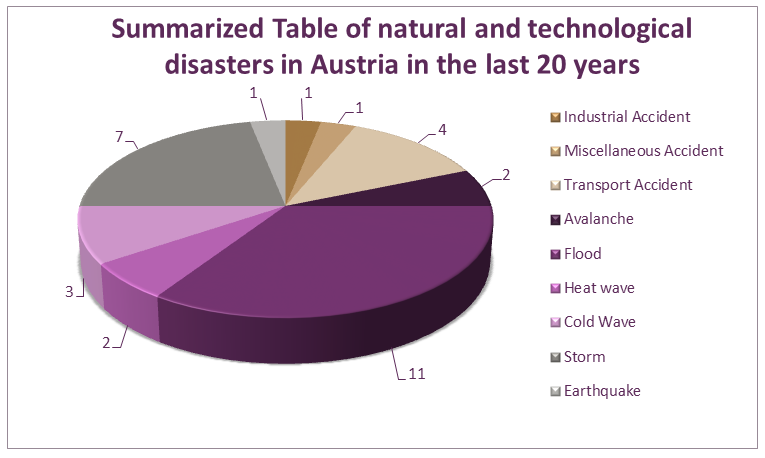 Summarized Table of natural and technological
disasters in Austria in the last 20 years
1
1
1
4
7
2
3
2
11
Industrial Accident
Miscellaneous Accident
Transport Accident
Avalanche
Flood
Heat wave
Cold Wave
Storm
Earthquake